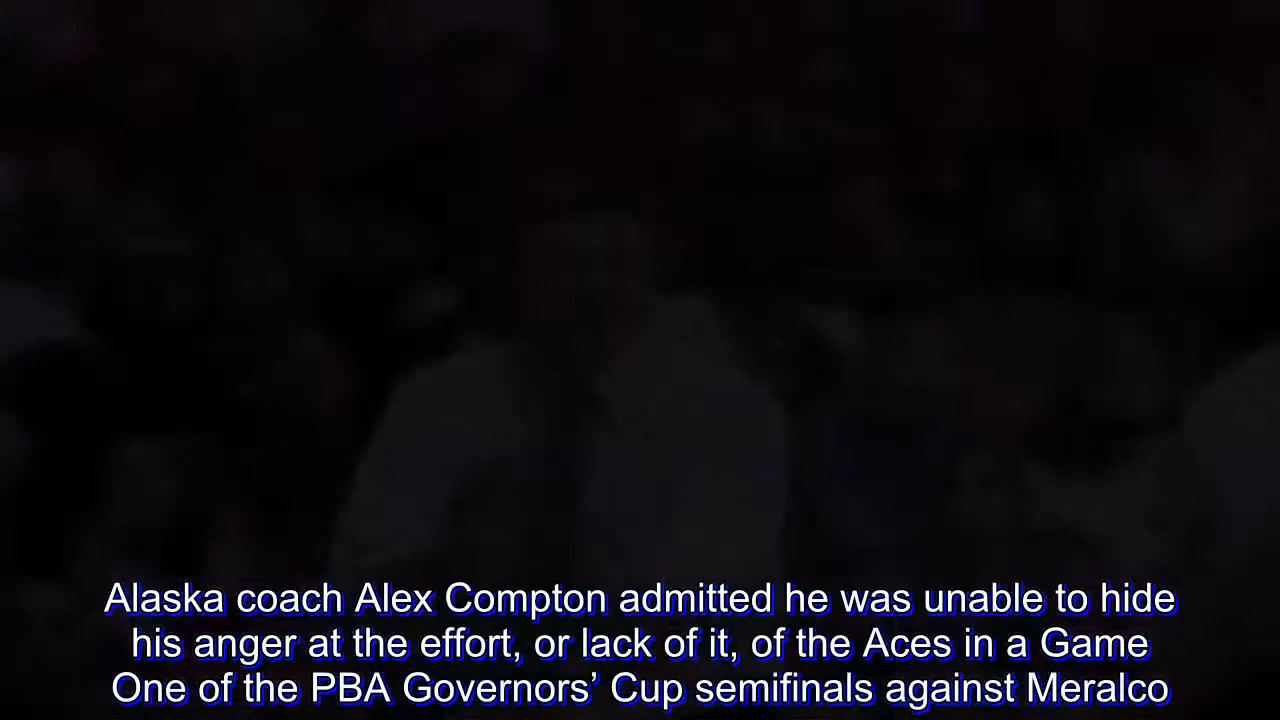 Alaska coach Alex Compton admitted he was unable to hide
his anger at the effort, or lack of it, of the Aces in a Game
One of the PBA Governors’ Cup semifinals against Meralco